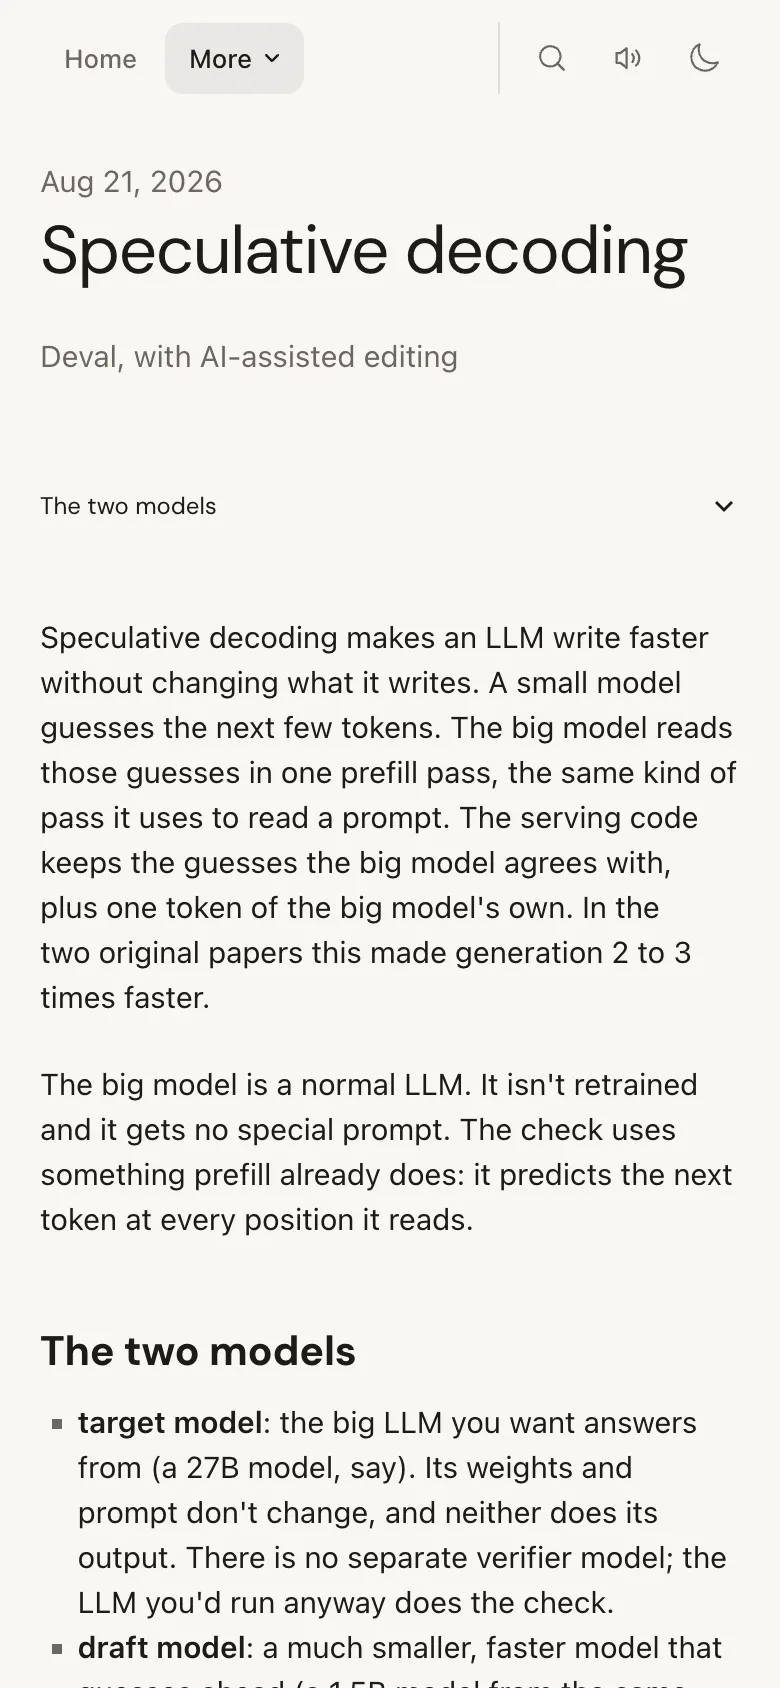 Home
More
Aug 21, 2026
Speculative decoding
Deval, with AI-assisted editing
The two models
Speculative decoding makes an LLM write faster
without changing what it writes. A small model
guesses the next few tokens. The big model reads
those guesses in one prefill pass, the same kind of
pass it uses to read a prompt. The serving code
keeps the guesses the big model agrees with,
plus one token of the big model's own. In the
two original papers this made generation 2 to 3
times faster.
The big model is a normal LLM. It isn't retrained
and it gets no special prompt. The check uses
something prefill already does: it predicts the next
token at every position it reads.
The two models
target model: the big LLM you want answers
from (a 27B model, say). Its weights and
prompt don't change, and neither does its
output. There is no separate verifier model; the
LLM you'd run anyway does the check.
draft model: a much smaller, faster model that
guesses ahead (a 1.5B model from the same